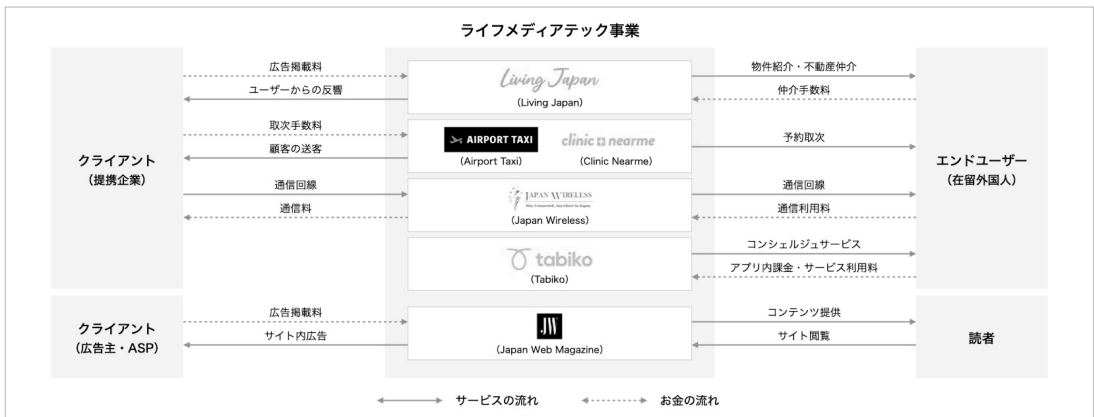 ライフメディアテック事業
クライアント
(提携企業)
広告掲載料
ユーザーからの反響
Living Japan
(Living Japan)
物件紹介・不動産仲介
仲介手数料
取次手数料
顧客の送客
AIRPORT TAXI
(Airport Taxi)
clinic nearme
(Clinic Nearme)
予約取次
エンドユーザー
(在留外国人)
通信回線
通信料
JAPAN WIRELESS
Stay Connected, Anywhere in Japan
(Japan Wireless)
通信回線
通信利用料
tabiko
(Tabiko)
コンシェルジュサービス
アプリ内課金・サービス利用料
クライアント
(広告主・ASP)
広告掲載料
サイト内広告
JW
(Japan Web Magazine)
コンテンツ提供
サイト閲覧
読者
サービスの流れ
お金の流れ